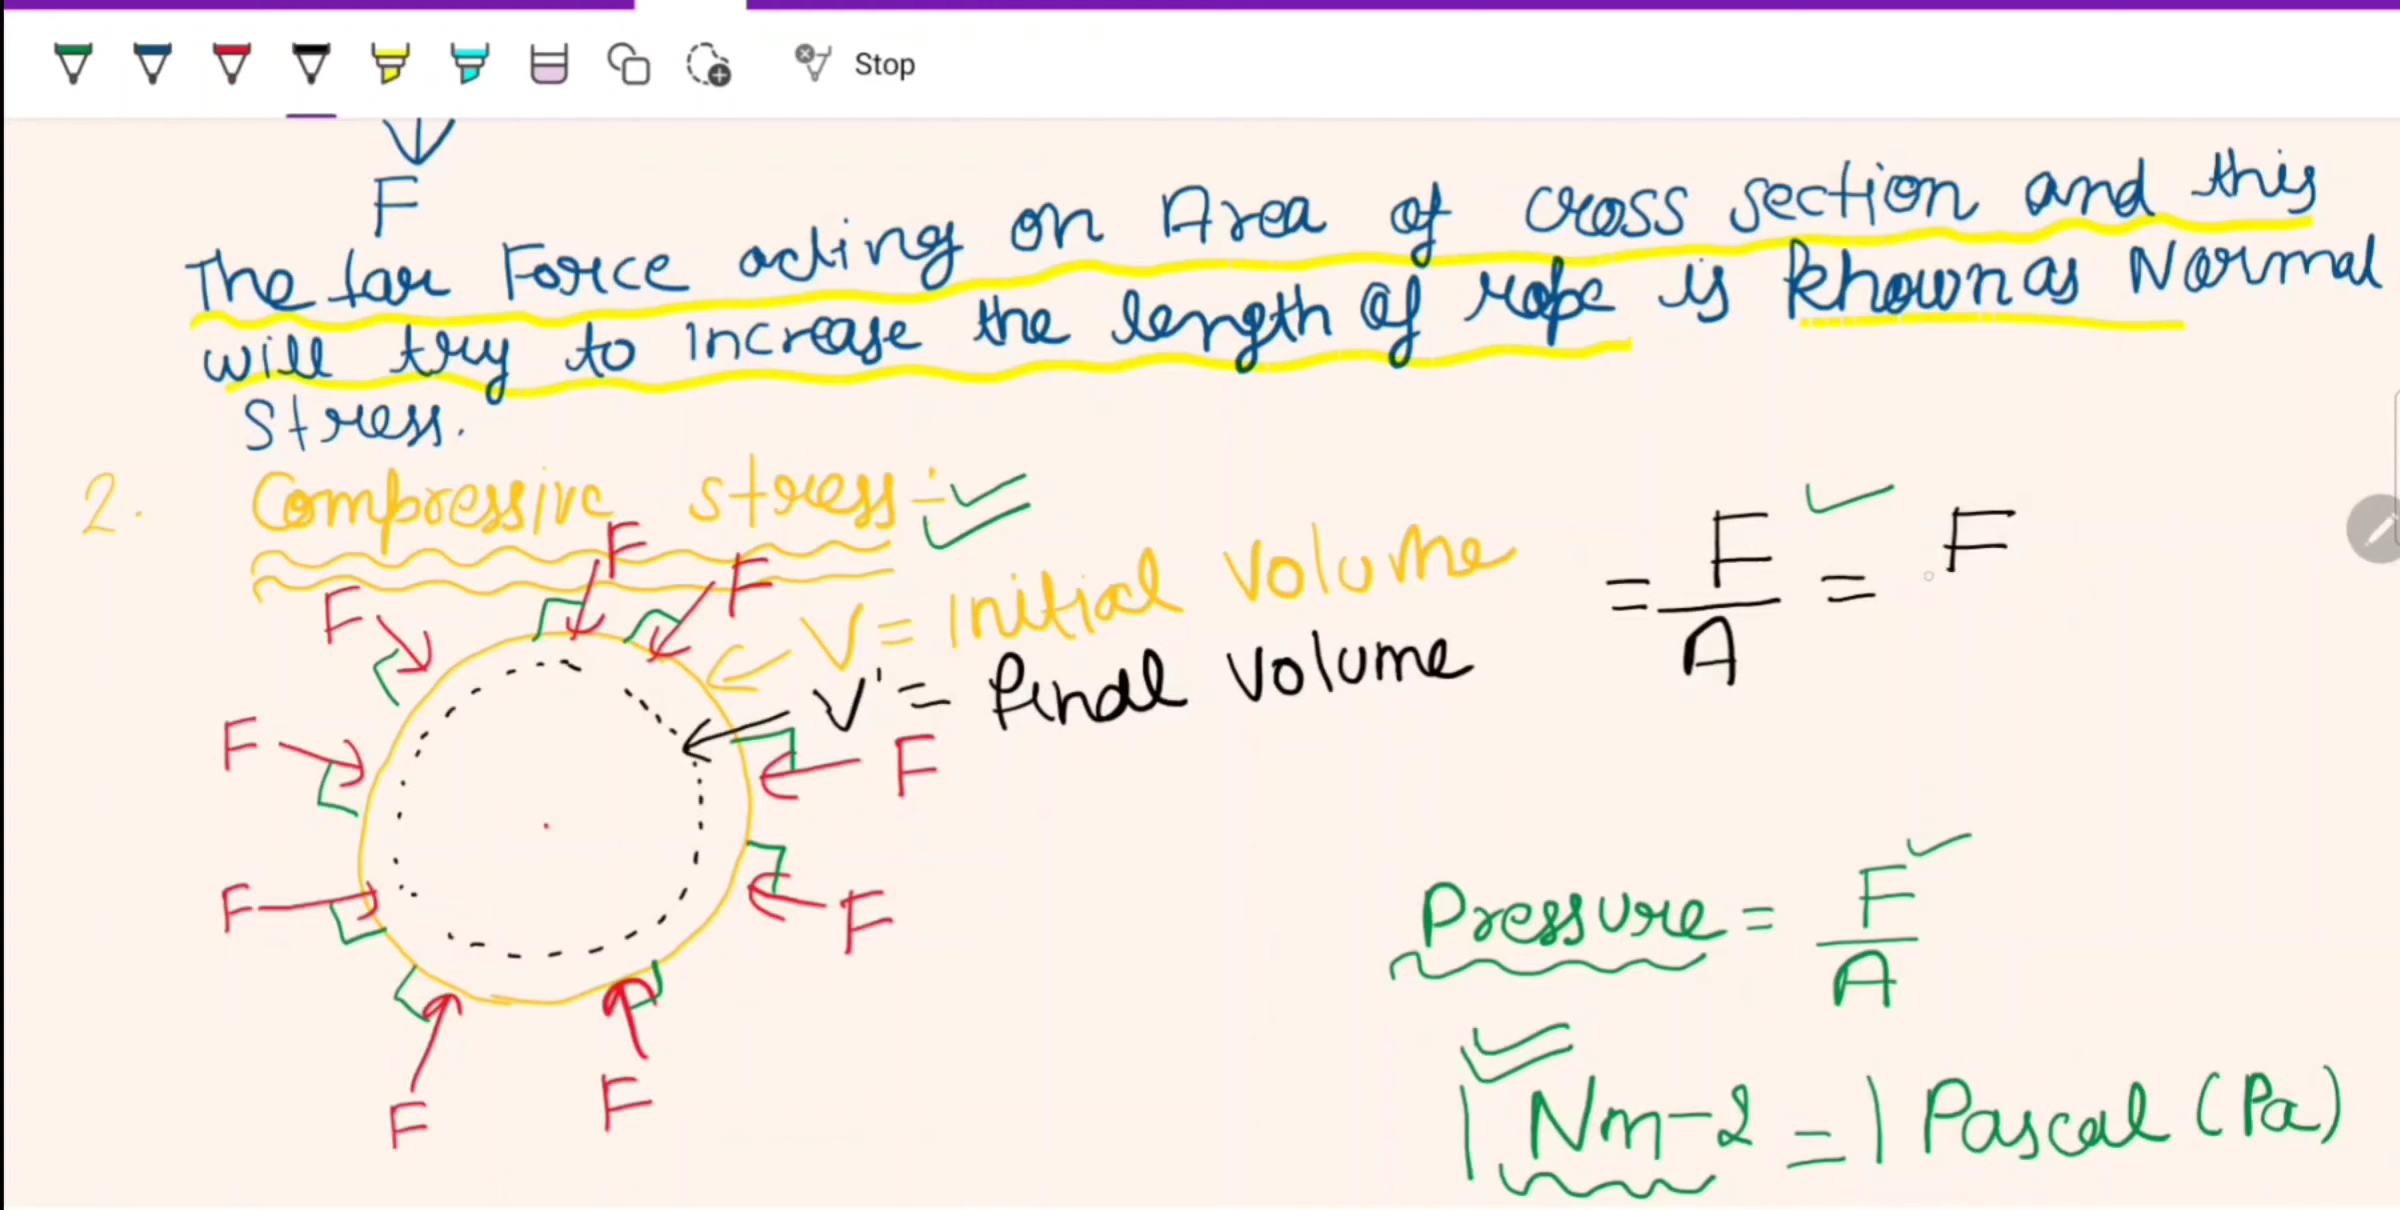 Stop
F
The far Force acting on Area of cross section and this
will try to increase the length of rope is known as Normal
stress.
2. Compressive stress :-
F
F
F
V = Initial Volume
V' = final Volume
= F/A = F
F
F
F
F
F
F
Pressure = F/A
1 Nm-2 = 1 Pascal (Pa)